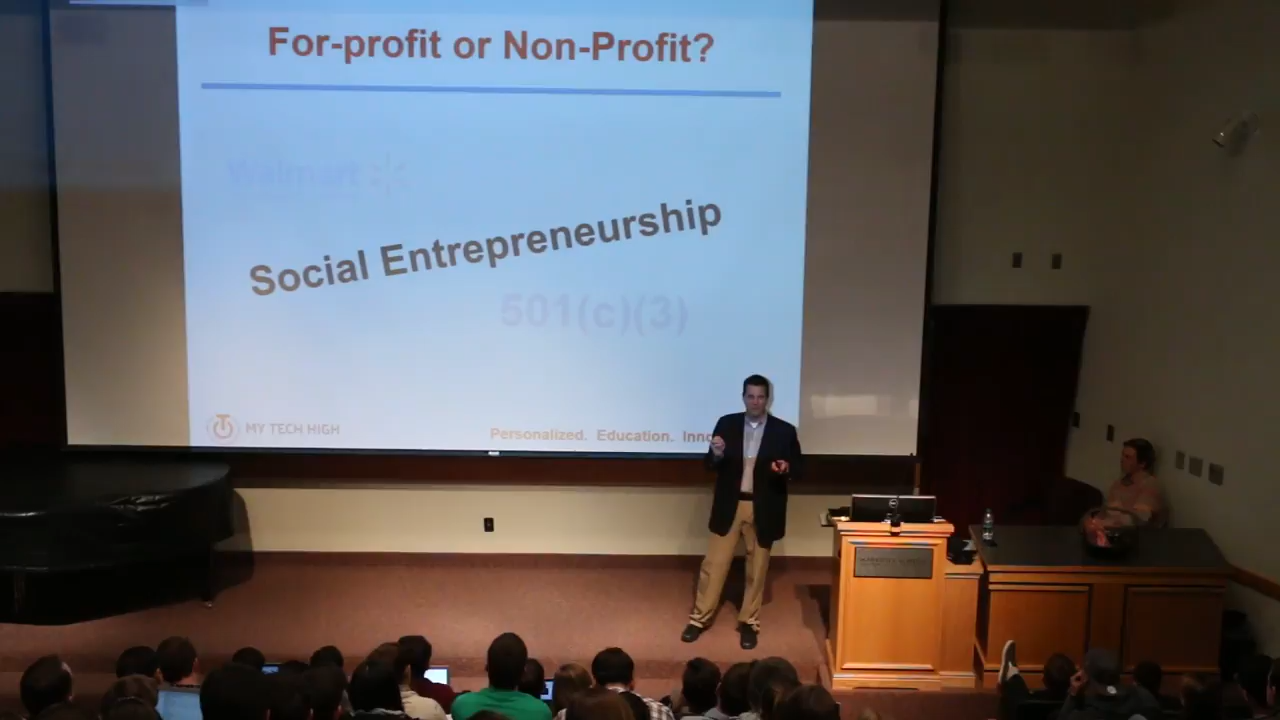 For-profit or Non-Profit?
Walmart
Social Entrepreneurship
501(c)(3)
MY TECH HIGH
Personalized. Education.